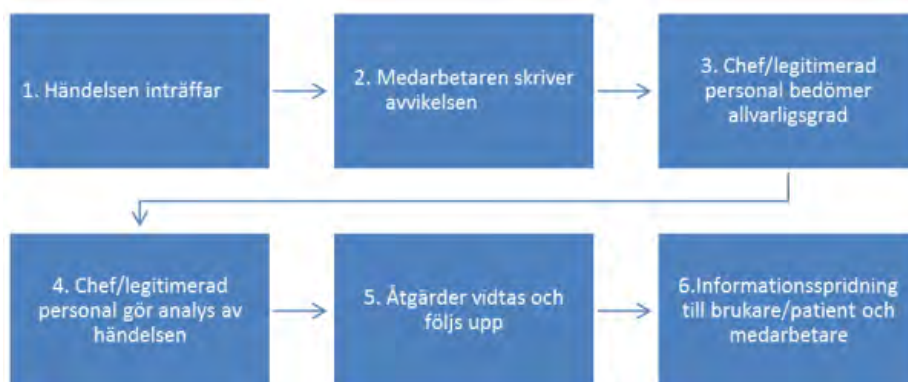 1. Händelsen inträffar
2. Medarbetaren skriver
avvikelsen
3. Chef/legitimerad
personal bedömer
allvarligsgrad
4. Chef/legitimerad
personal gör analys av
händelsen
5. Åtgärder vidtas och
följs upp
6.Informationsspridning
till brukare/patient och
medarbetare